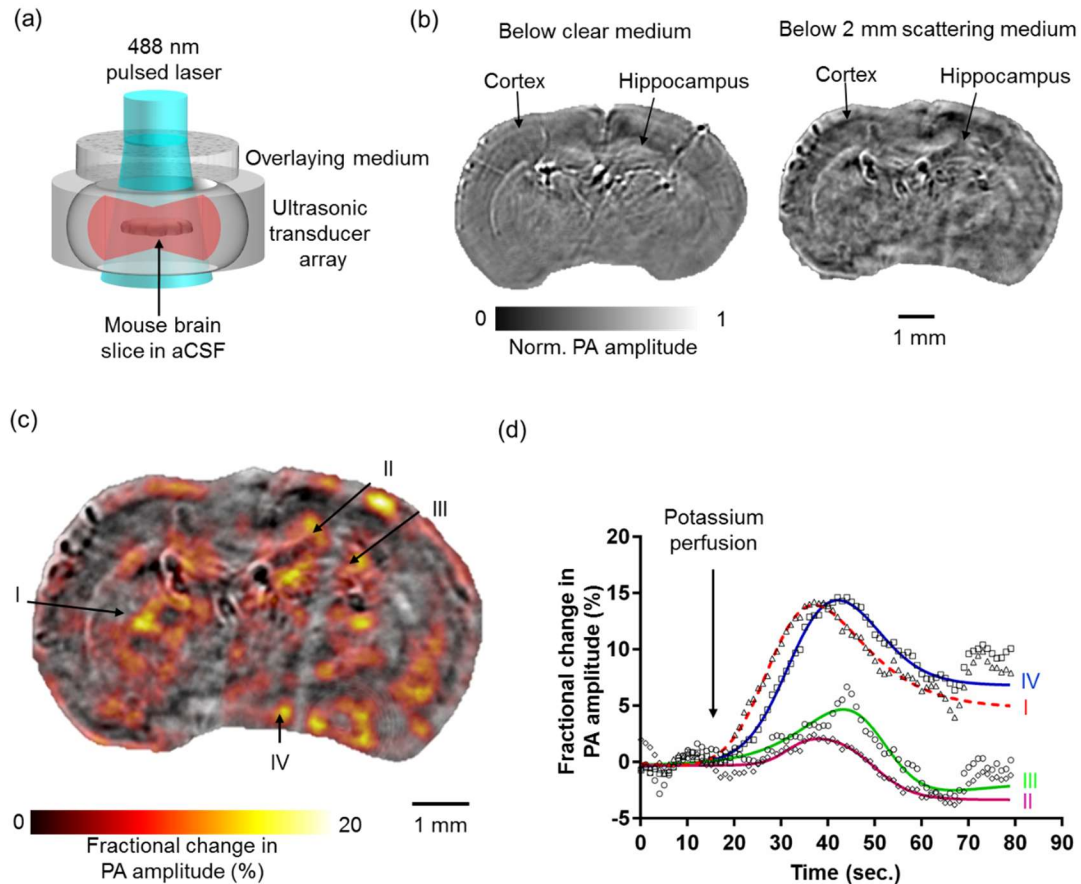 (a)
488 nm
pulsed laser
Overlaying medium
Ultrasonic
transducer
array
Mouse brain
slice in aCSF
(b)
Below clear medium
Below 2 mm scattering medium
Cortex
Hippocampus
Cortex
Hippocampus
0
1
Norm. PA amplitude
1 mm
(c)
I
II
III
IV
0
20
Fractional change in
PA amplitude (%)
1 mm
(d)
Potassium
perfusion
Fractional change in
PA amplitude (%)
20
15
10
5
0
-5
IV
I
III
II
0 10 20 30 40 50 60 70 80 90
Time (sec.)